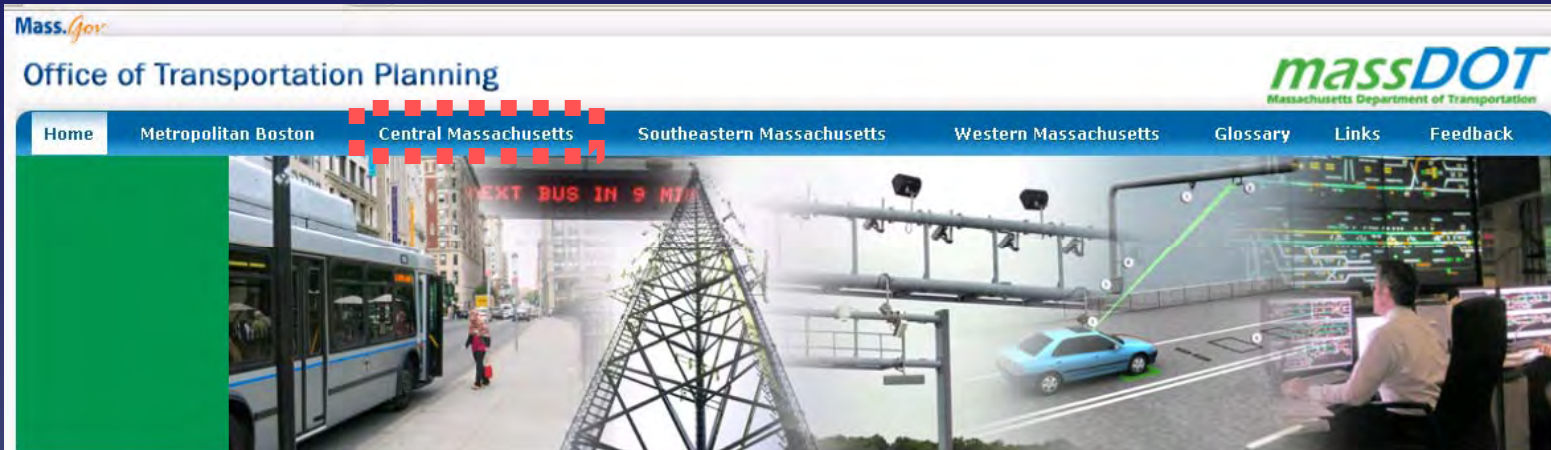 Mass.Gov
Office of Transportation Planning
massDOT
Massachusetts Department of Transportation
Home Metropolitan Boston Central Massachusetts Southeastern Massachusetts Western Massachusetts Glossary Links Feedback
NEXT BUS IN 9 MIN